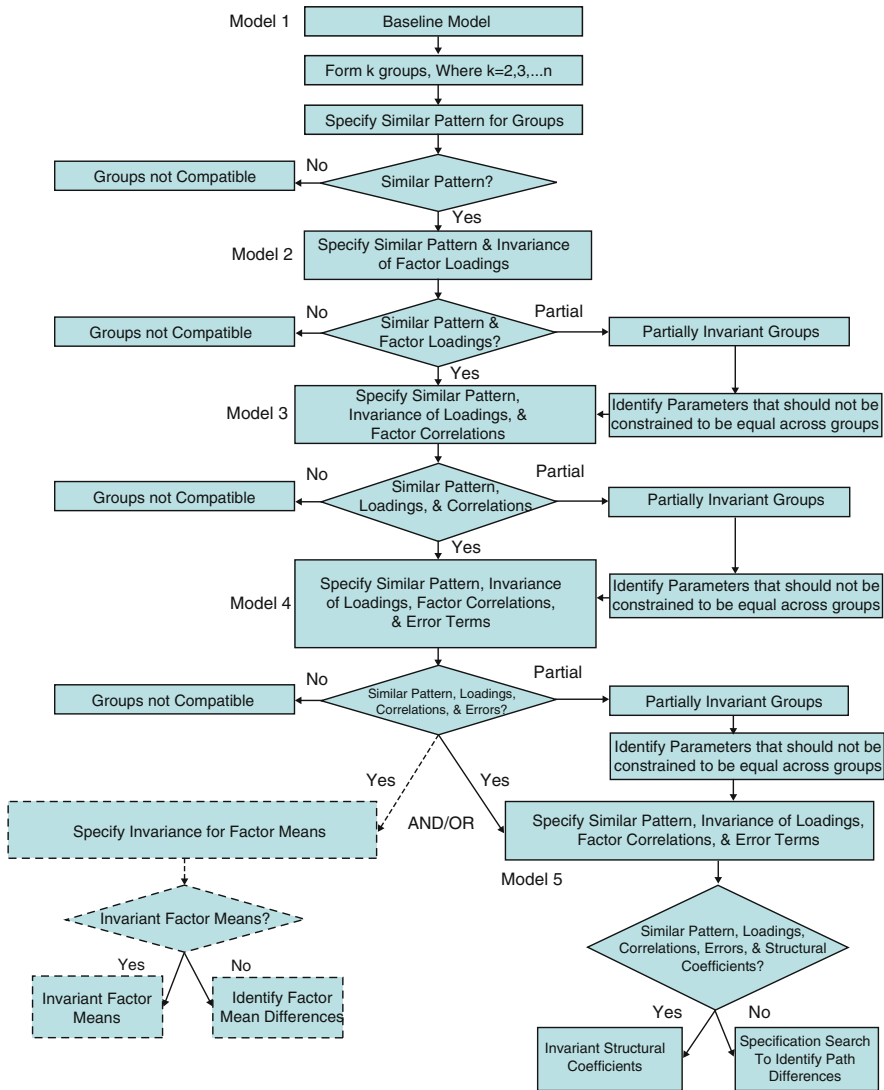 Model 1
Baseline Model
Form k groups, Where k=2,3,...n
Specify Similar Pattern for Groups
No
Groups not Compatible
Similar Pattern?
Yes
Model 2
Specify Similar Pattern & Invariance
of Factor Loadings
No
Partial
Groups not Compatible
Similar Pattern &
Factor Loadings?
Partially Invariant Groups
Yes
Model 3
Specify Similar Pattern,
Invariance of Loadings, &
Factor Correlations
Identify Parameters that should not be
constrained to be equal across groups
No
Partial
Groups not Compatible
Similar Pattern,
Loadings, & Correlations
Partially Invariant Groups
Yes
Model 4
Specify Similar Pattern, Invariance
of Loadings, Factor Correlations,
& Error Terms
Identify Parameters that should not be
constrained to be equal across groups
No
Partial
Groups not Compatible
Similar Pattern, Loadings,
Correlations, & Errors?
Partially Invariant Groups
Identify Parameters that should not be
constrained to be equal across groups
Yes
Yes
AND/OR
Specify Invariance for Factor Means
Specify Similar Pattern, Invariance of Loadings,
Factor Correlations, & Error Terms
Model 5
Invariant Factor Means?
Similar Pattern, Loadings,
Correlations, Errors, & Structural
Coefficients?
Yes
No
Invariant Factor
Means
Identify Factor
Mean Differences
Yes
No
Invariant Structural
Coefficients
Specification Search
To Identify Path
Differences